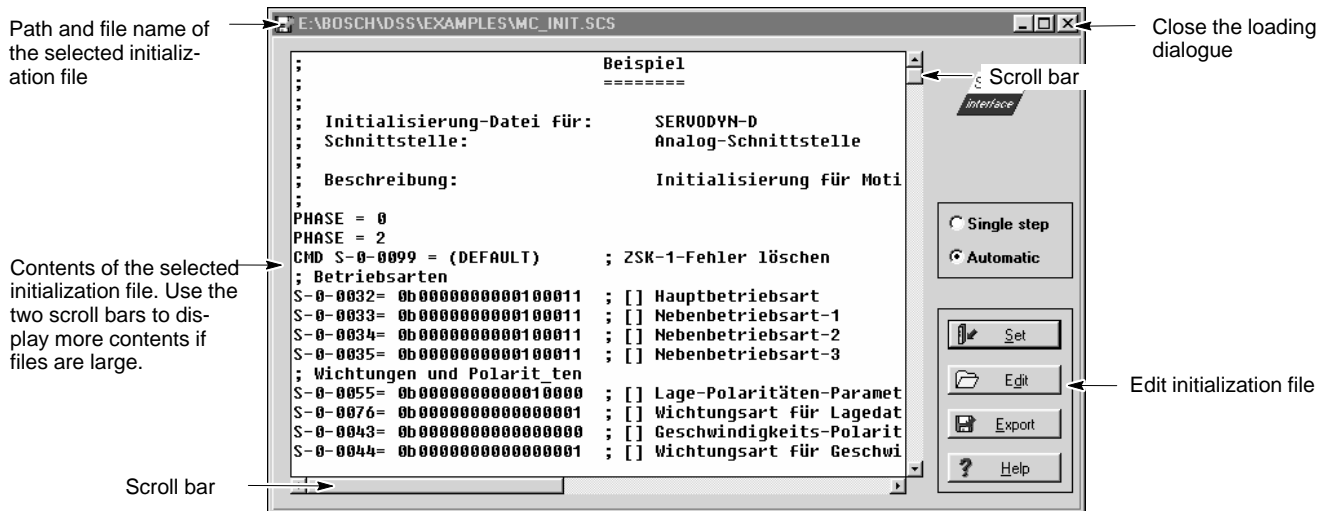 Path and file name of
the selected initializ-
ation file
E:\BOSCH\DSS\EXAMPLES\MC_INIT.SCS
Close the loading
dialogue
; Beispiel
; ========
;
; Initialisierung-Datei für: SERVODYN-D
; Schnittstelle: Analog-Schnittstelle
;
; Beschreibung: Initialisierung für Moti
;
PHASE = 0
PHASE = 2
CMD S-0-0099 = (DEFAULT) ; ZSK-1-Fehler löschen
; Betriebsarten
S-0-0032= 0b0000000000100011 ; [] Hauptbetriebsart
S-0-0033= 0b0000000000100011 ; [] Nebenbetriebsart-1
S-0-0034= 0b0000000000100011 ; [] Nebenbetriebsart-2
S-0-0035= 0b0000000000100011 ; [] Nebenbetriebsart-3
; Wichtungen und Polarit_ten
S-0-0055= 0b0000000000010000 ; [] Lage-Polaritäten-Paramet
S-0-0076= 0b0000000000000001 ; [] Wichtungsart für Lagedat
S-0-0043= 0b0000000000000000 ; [] Geschwindigkeits-Polarit
S-0-0044= 0b0000000000000001 ; [] Wichtungsart für Geschwi
Scroll bar
interface
Single step
Automatic
Set
Edit
Export
Help
Contents of the selected
initialization file. Use the
two scroll bars to dis-
play more contents if
files are large.
Edit initialization file
Scroll bar